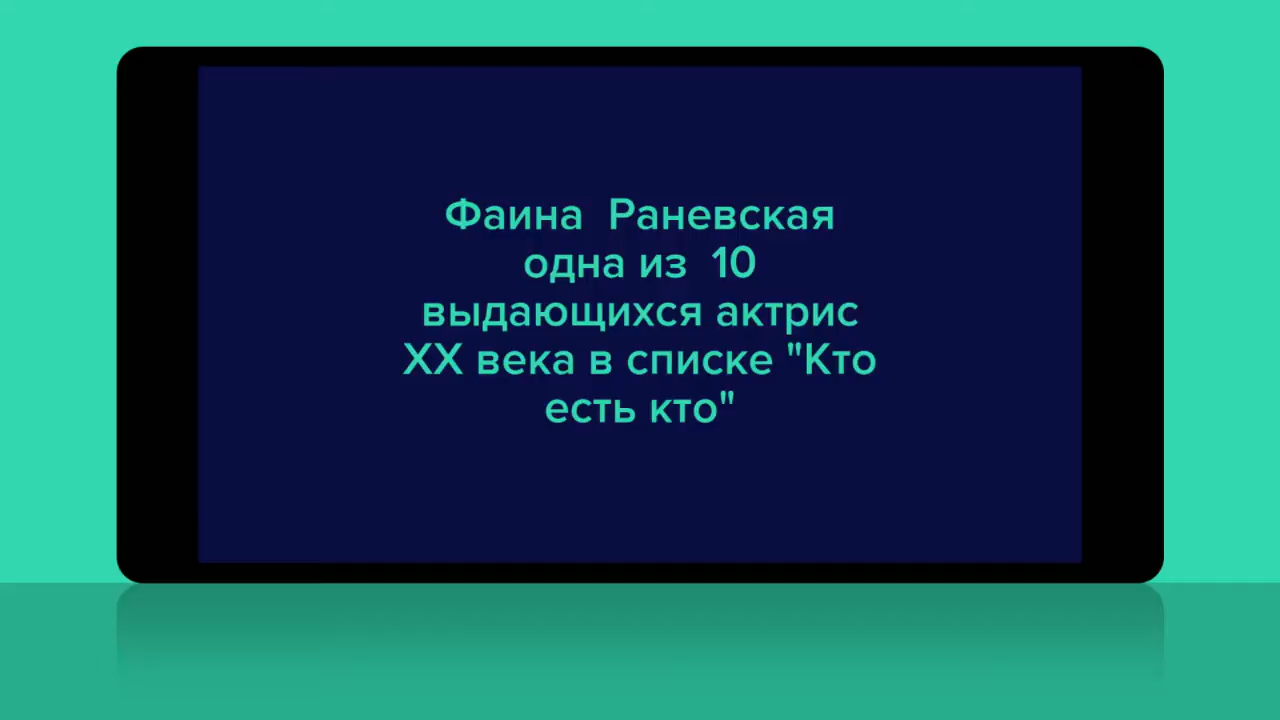 Фаина  Раневская
одна из  10
выдающихся актрис
XX века в списке "Кто
есть кто"